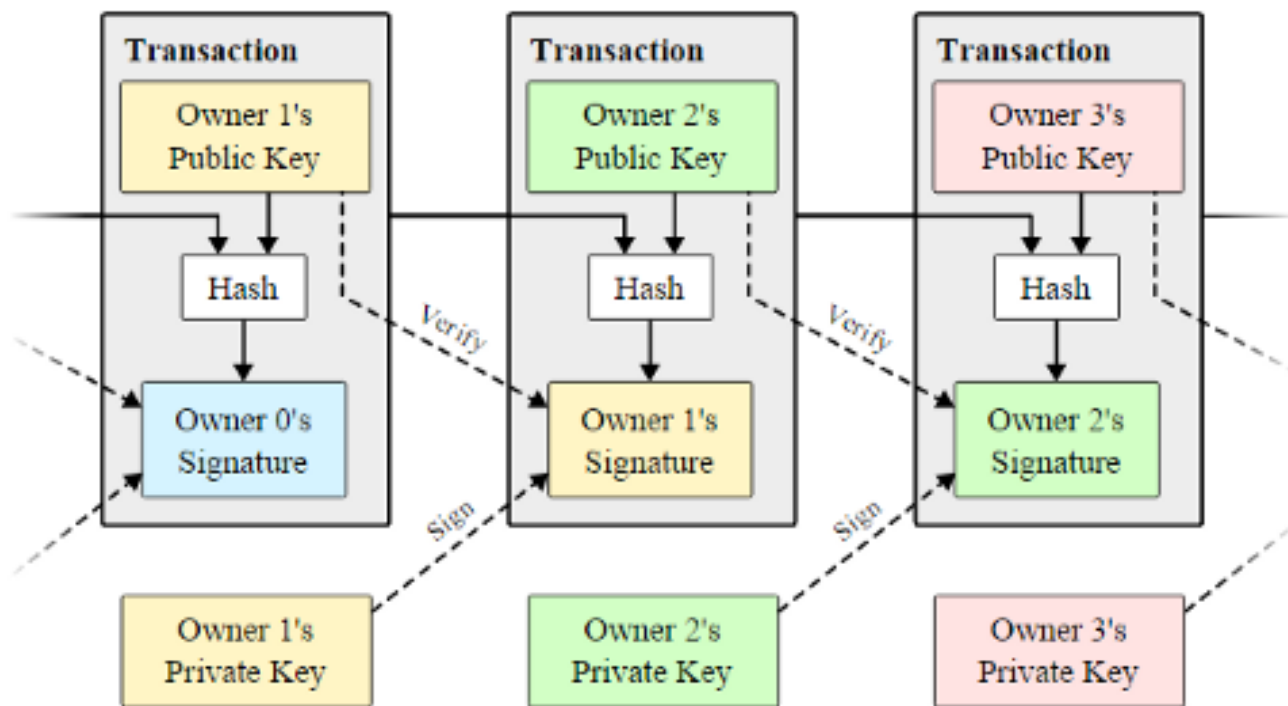 Transaction
Owner 1's
Public Key
Hash
Owner 0's
Signature
Transaction
Owner 2's
Public Key
Hash
Verify
Owner 1's
Signature
Transaction
Owner 3's
Public Key
Hash
Verify
Owner 2's
Signature
Sign
Sign
Owner 1's
Private Key
Owner 2's
Private Key
Owner 3's
Private Key